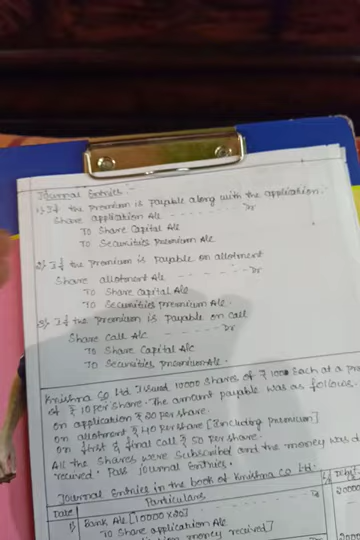 Journal Entries :-
1) If the premium is payable along with the application.
Share application A/c - - - - - - - Dr
To Share Capital A/c
To Securities premium A/c
2) If the premium is payable on allotment
Share allotment A/c - - - - - - Dr
To Share Capital A/c
To Securities premium A/c.
3) If the premium is payable on call
Share call A/c - - - - - - - Dr
To Share Capital A/c
To Securities premium A/c.
Krishna Co Ltd Issued 10000 shares of ₹ 100 each at a
of ₹ 10 per share. The amount payable was as follows.
on application ₹ 20 per share.
on allotment ₹ 40 per share [Including premium]
on first & final call ₹ 50 per share.
All the shares were subscribed and the money was
received. Pass Journal Entries.
Journal Entries in the book of Krishna Co Ltd.
Date Particulars
1) Bank A/c [10000 x 20] Dr
To Share application A/c
money received]